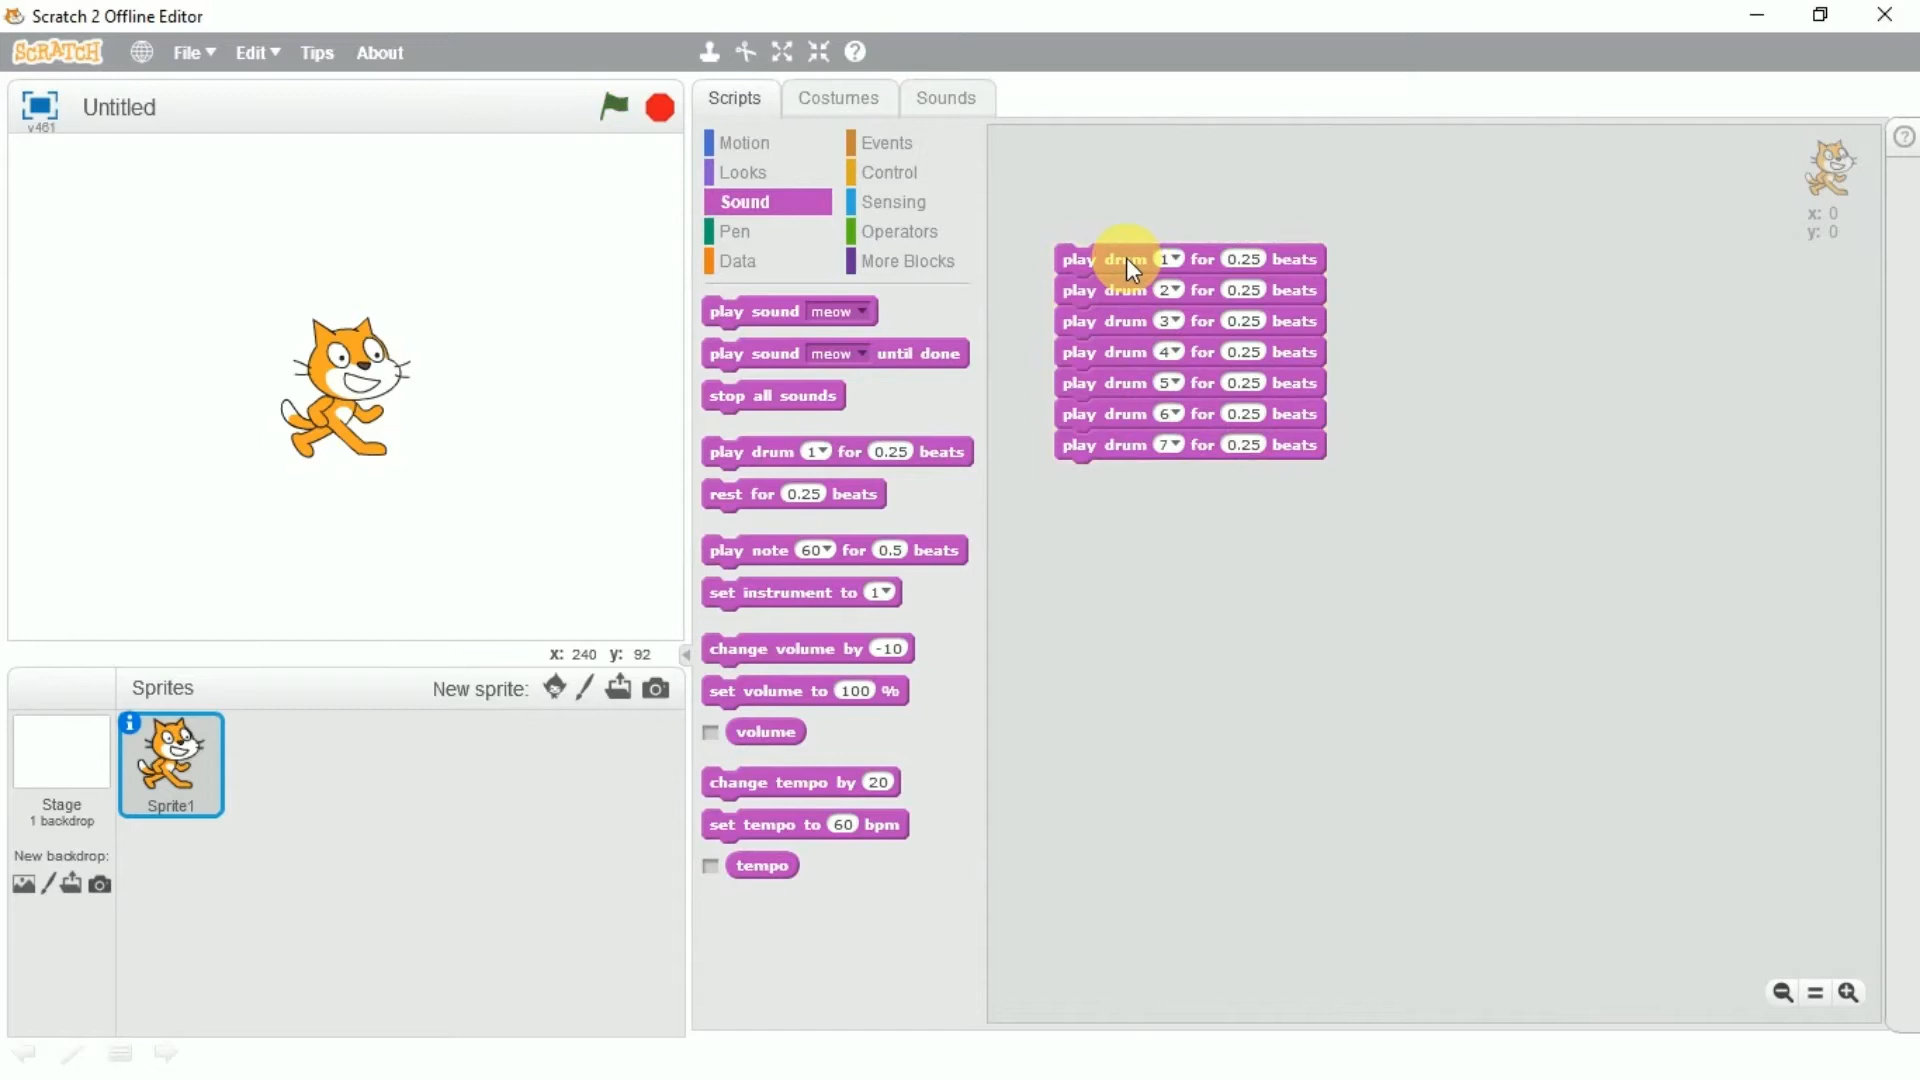 Scratch 2 Offline Editor
SCRATCH File Edit Tips About
v461 Untitled
Scripts Costumes Sounds
Motion Events
Looks Control
Sound Sensing
Pen Operators
Data More Blocks
play sound meow
play sound meow until done
stop all sounds
play drum 1 for 0.25 beats
rest for 0.25 beats
play note 60 for 0.5 beats
set instrument to 1
change volume by -10
set volume to 100 %
volume
change tempo by 20
set tempo to 60 bpm
tempo
play drum 1 for 0.25 beats
play drum 2 for 0.25 beats
play drum 3 for 0.25 beats
play drum 4 for 0.25 beats
play drum 5 for 0.25 beats
play drum 6 for 0.25 beats
play drum 7 for 0.25 beats
x: 0
y: 0
x: 240 y: 92
Sprites New sprite:
Stage
1 backdrop
Sprite1
New backdrop: